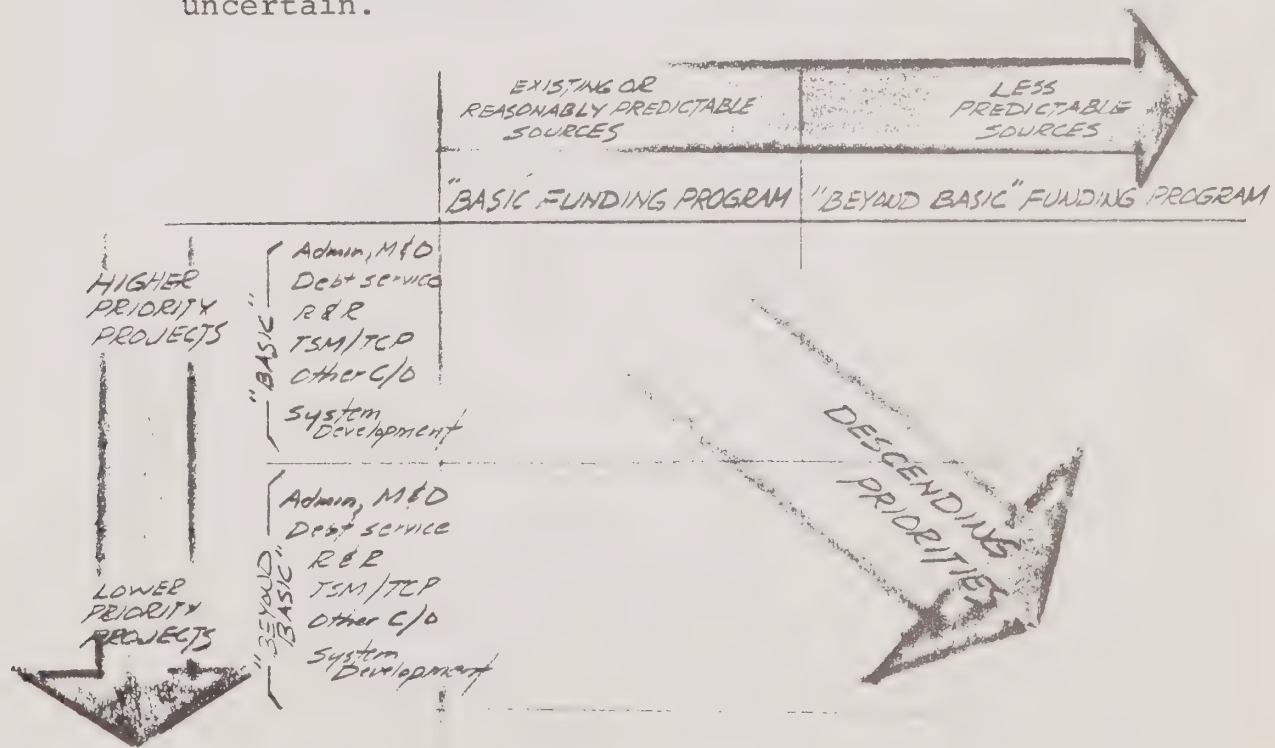 uncertain.
EXISTING OR
REASONABLY PREDICTABLE
SOURCES
LESS
PREDICTABLE
SOURCES
"BASIC" FUNDING PROGRAM
"BEYOND BASIC" FUNDING PROGRAM
HIGHER
PRIORITY
PROJECTS
"BASIC"
Admin, M&O
Debt service
R&R
TSM/TCP
Other C/O
System
Development
LOWER
PRIORITY
PROJECTS
"BEYOND
BASIC"
Admin, M&O
Debt service
R&R
TSM/TCP
Other C/O
System
Development
DESCENDING
PRIORITIES